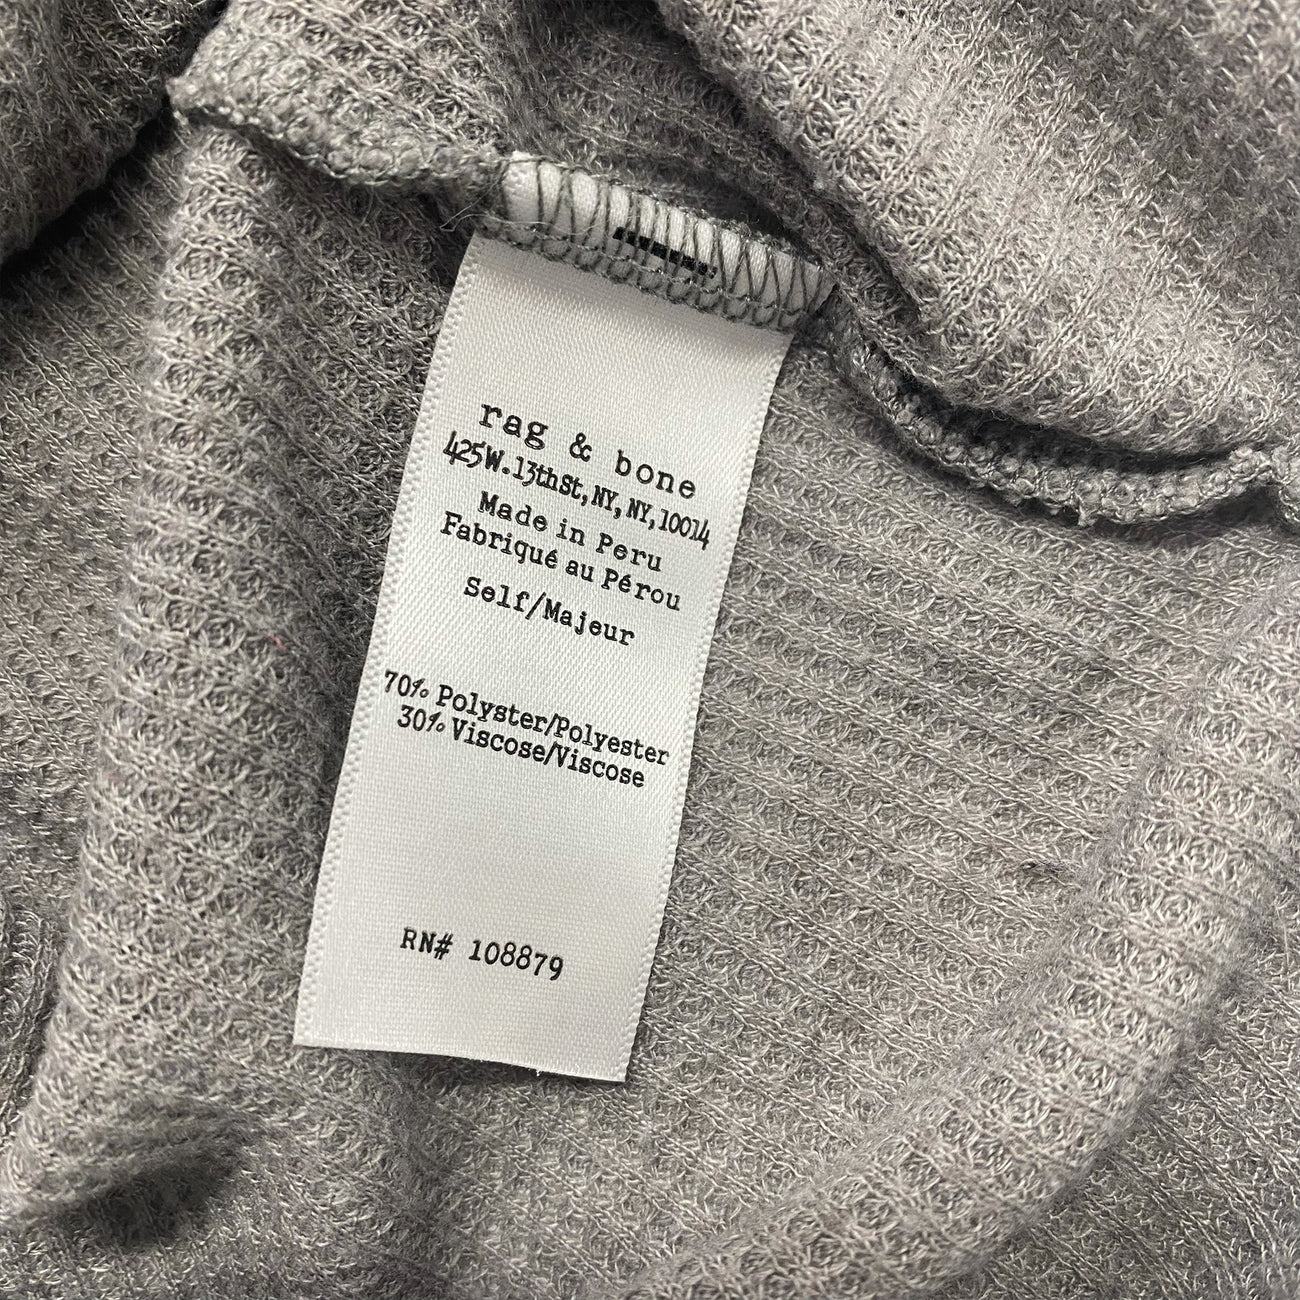 rag & bone
425W.13thSt, NY, NY, 10014
Made in Peru
Fabriqué au Pérou
Self/Majeur
70% Polyster/Polyester
30% Viscose/Viscose
RN# 108879